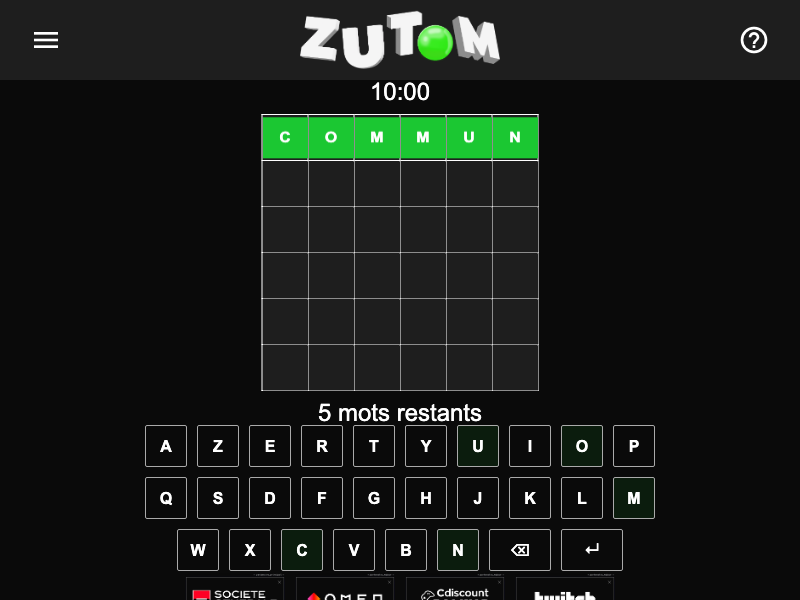 ZUTOM
10:00
C O M M U N
5 mots restants
A Z E R T Y U I O P
Q S D F G H J K L M
W X C V B N
SOCIETE
OMEN
Cdiscount
twitch